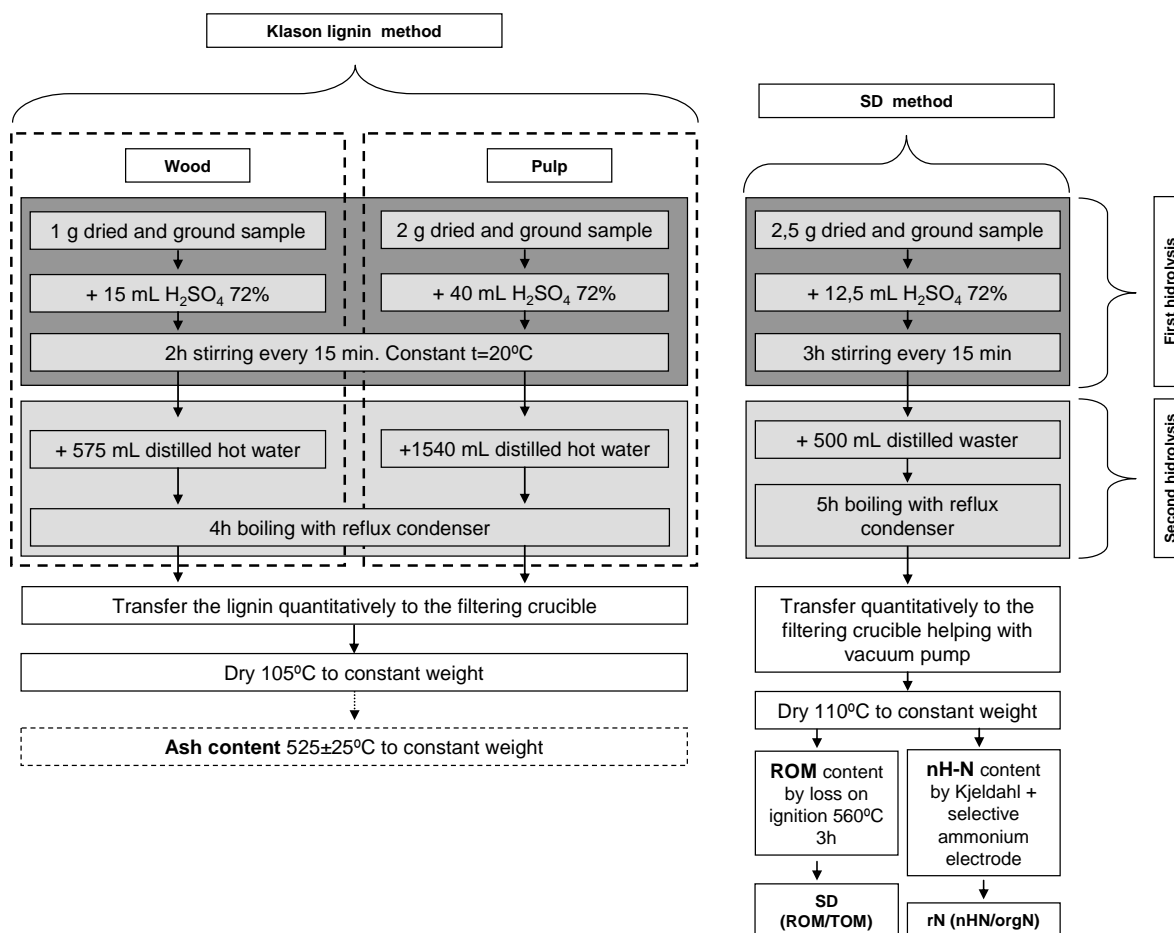 Klason lignin method
Wood
Pulp
1 g dried and ground sample
2 g dried and ground sample
+ 15 mL H₂SO₄ 72%
+ 40 mL H₂SO₄ 72%
2h stirring every 15 min. Constant t=20ºC
+ 575 mL distilled hot water
+1540 mL distilled hot water
4h boiling with reflux condenser
Transfer the lignin quantitatively to the filtering crucible
Dry 105ºC to constant weight
Ash content 525±25ºC to constant weight
SD method
2,5 g dried and ground sample
+ 12,5 mL H₂SO₄ 72%
3h stirring every 15 min
+ 500 mL distilled waster
5h boiling with reflux
condenser
Transfer quantitatively to the
filtering crucible helping with
vacuum pump
Dry 110ºC to constant weight
ROM content
by loss on
ignition 560ºC
3h
nH-N content
by Kjeldahl +
selective
ammonium
electrode
SD
(ROM/TOM)
rN (nHN/orgN)
First hidrolysis
Second hidrolysis